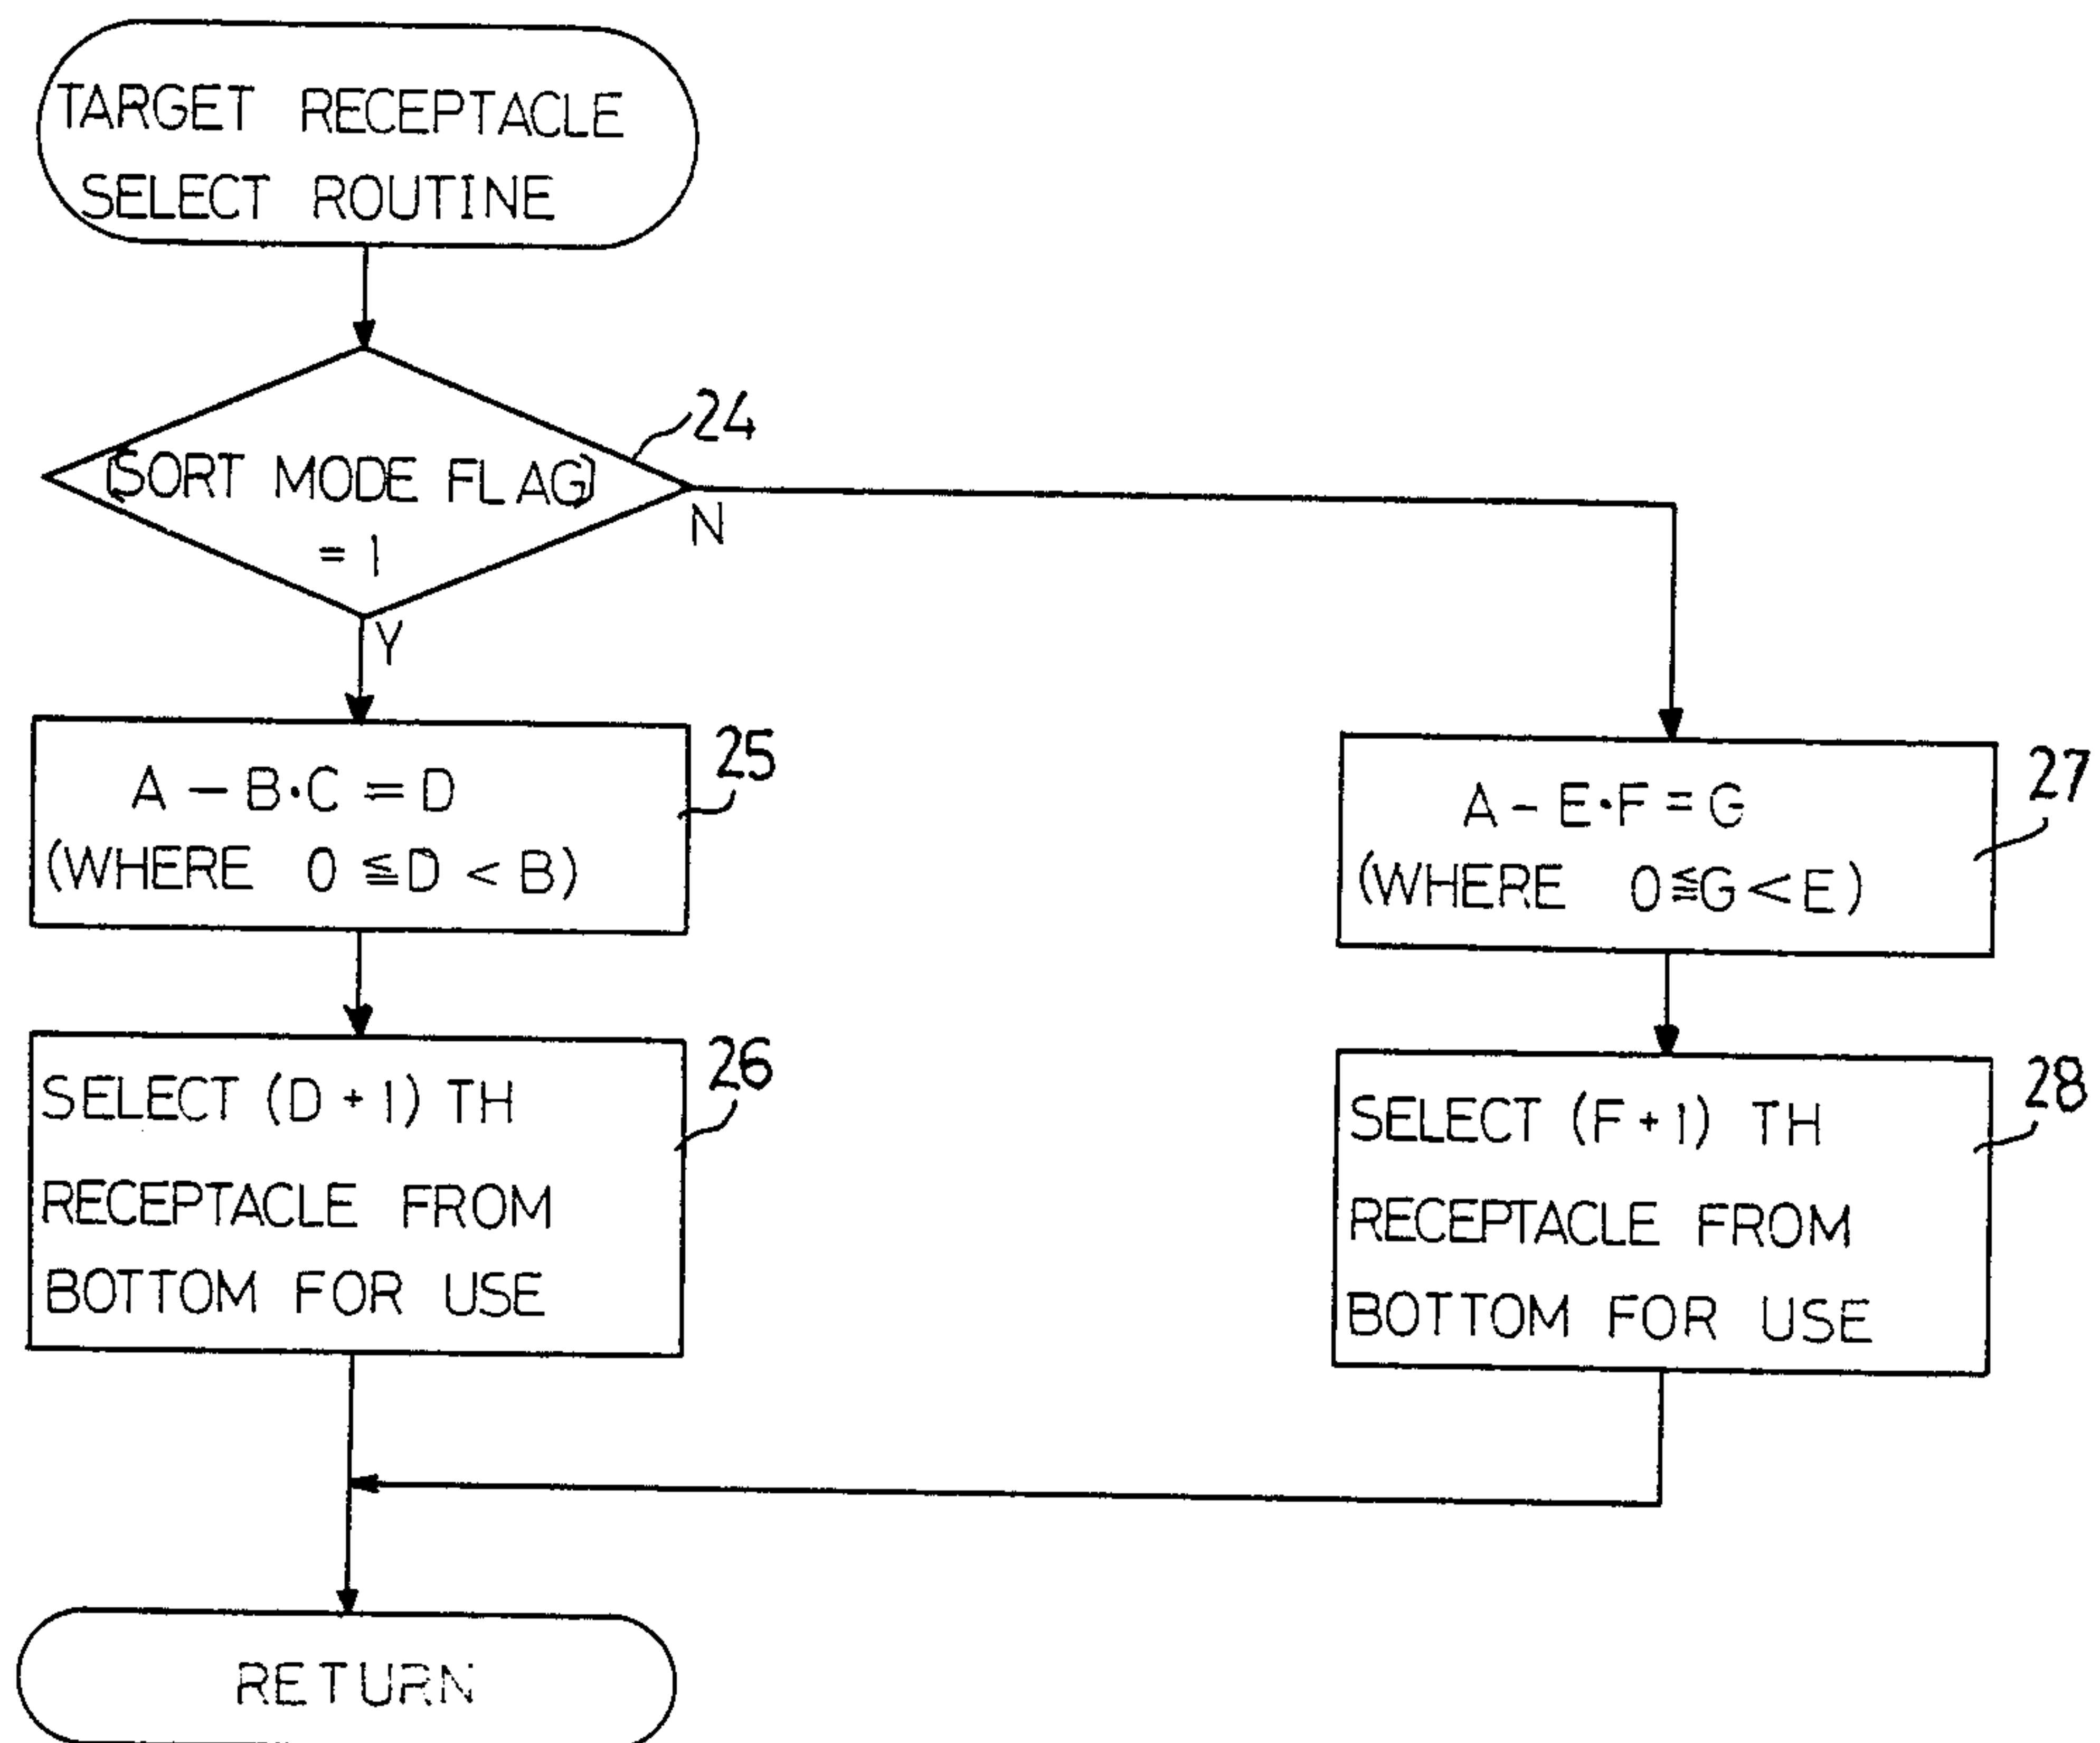 TARGET RECEPTACLE
SELECT ROUTINE
24
[SORT MODE FLAG]
= 1
N
Y
25
A - B·C = D
(WHERE 0 ≦ D < B)
26
SELECT (D + 1) TH
RECEPTACLE FROM
BOTTOM FOR USE
27
A - E·F = G
(WHERE 0 ≦ G < E)
28
SELECT (F + 1) TH
RECEPTACLE FROM
BOTTOM FOR USE
RETURN